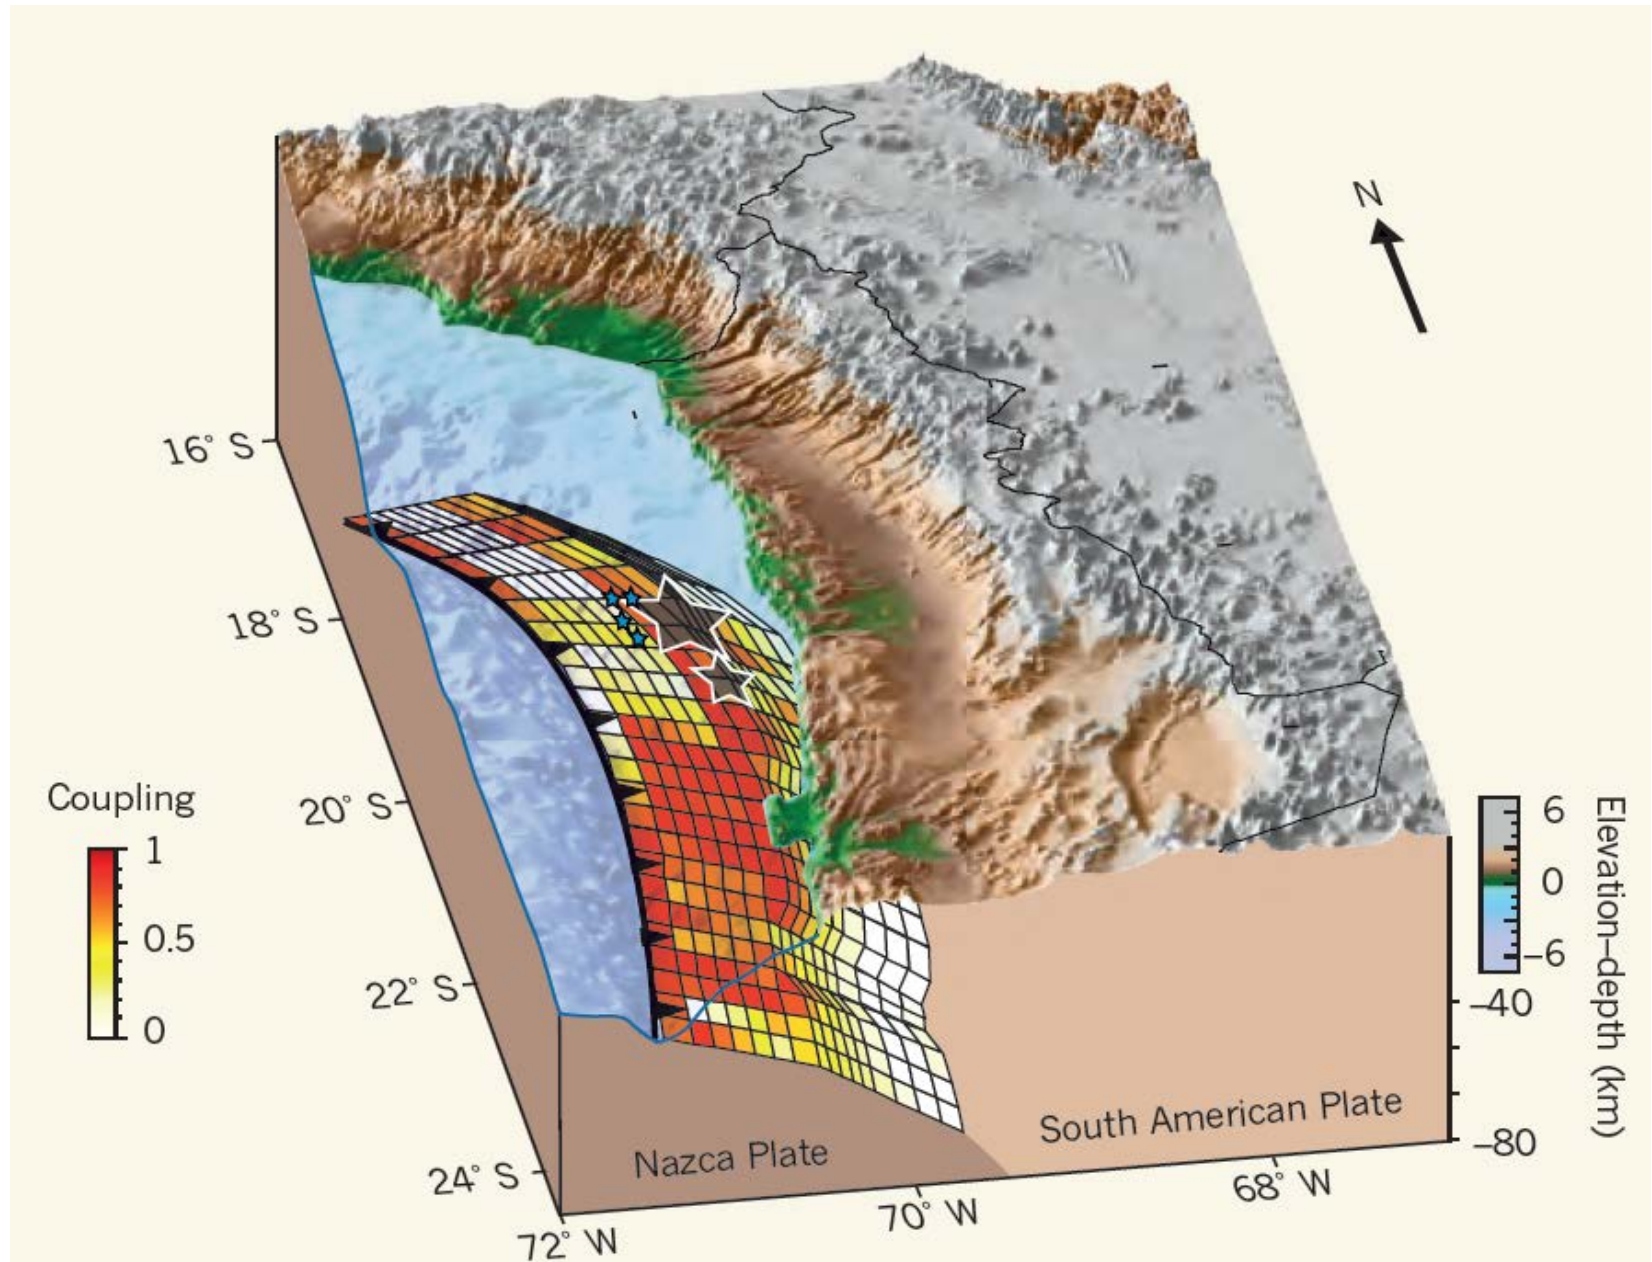 N
16° S
18° S
20° S
22° S
24° S
72° W
70° W
68° W
Coupling
1
0.5
0
6
0
–6
–40
–80
Elevation–depth (km)
Nazca Plate
South American Plate